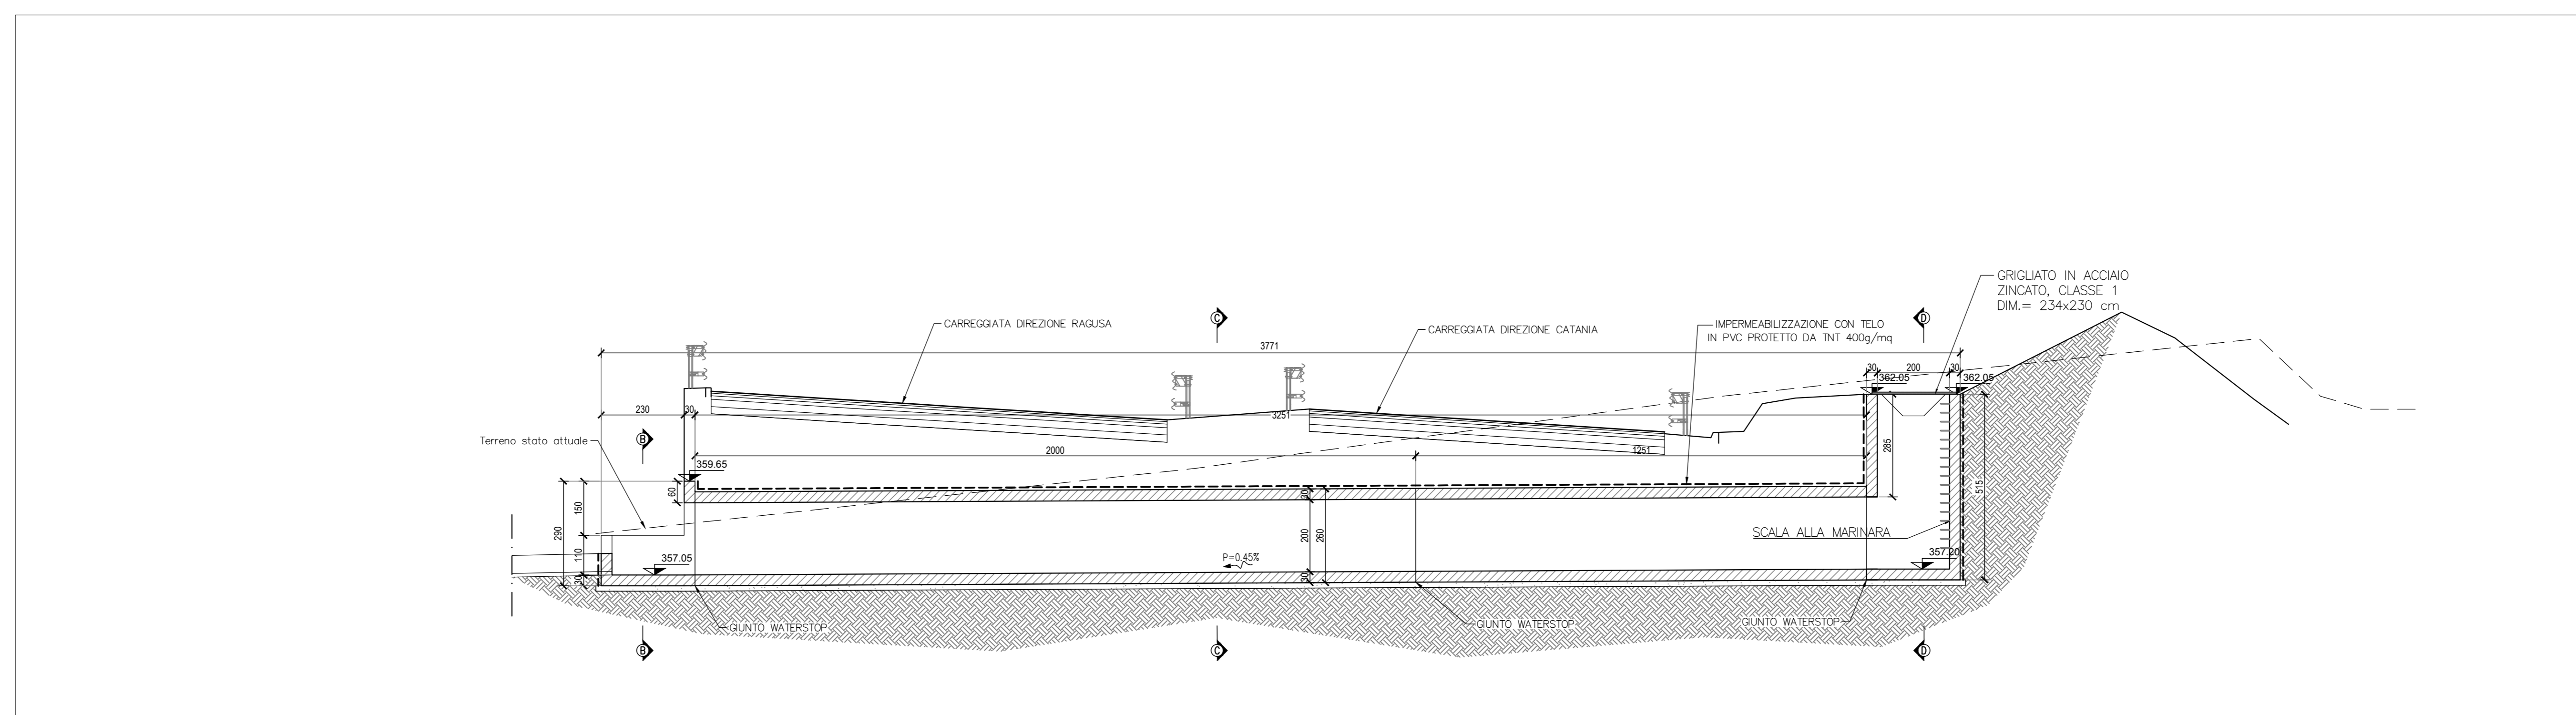 GRIGLIATO IN ACCIAIO
ZINCATO, CLASSE 1
DIM.= 234x230 cm
C
D
CARREGGIATA DIREZIONE RAGUSA
CARREGGIATA DIREZIONE CATANIA
IMPERMEABILIZZAZIONE CON TELO
IN PVC PROTETTO DA TNT 400g/mq
3771
30
200
30
362.05
362.05
230
30
3251
Terreno stato attuale
B
2000
1251
285
359.65
60
290
150
110
30
30
200
260
30
515
SCALA ALLA MARINARA
357.05
P=0.45%
357.20
GIUNTO WATERSTOP
GIUNTO WATERSTOP
GIUNTO WATERSTOP
B
C
D